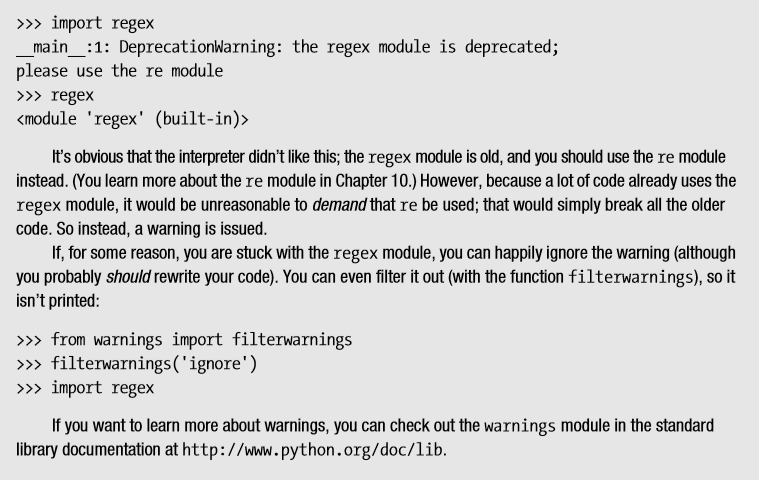 >>> import regex
__main__:1: DeprecationWarning: the regex module is deprecated;
please use the re module
>>> regex
<module 'regex' (built-in)>
It's obvious that the interpreter didn't like this; the regex module is old, and you should use the re module
instead. (You learn more about the re module in Chapter 10.) However, because a lot of code already uses the
regex module, it would be unreasonable to demand that re be used; that would simply break all the older
code. So instead, a warning is issued.
If, for some reason, you are stuck with the regex module, you can happily ignore the warning (although
you probably should rewrite your code). You can even filter it out (with the function filterwarnings), so it
isn't printed:
>>> from warnings import filterwarnings
>>> filterwarnings('ignore')
>>> import regex
If you want to learn more about warnings, you can check out the warnings module in the standard
library documentation at http://www.python.org/doc/lib.